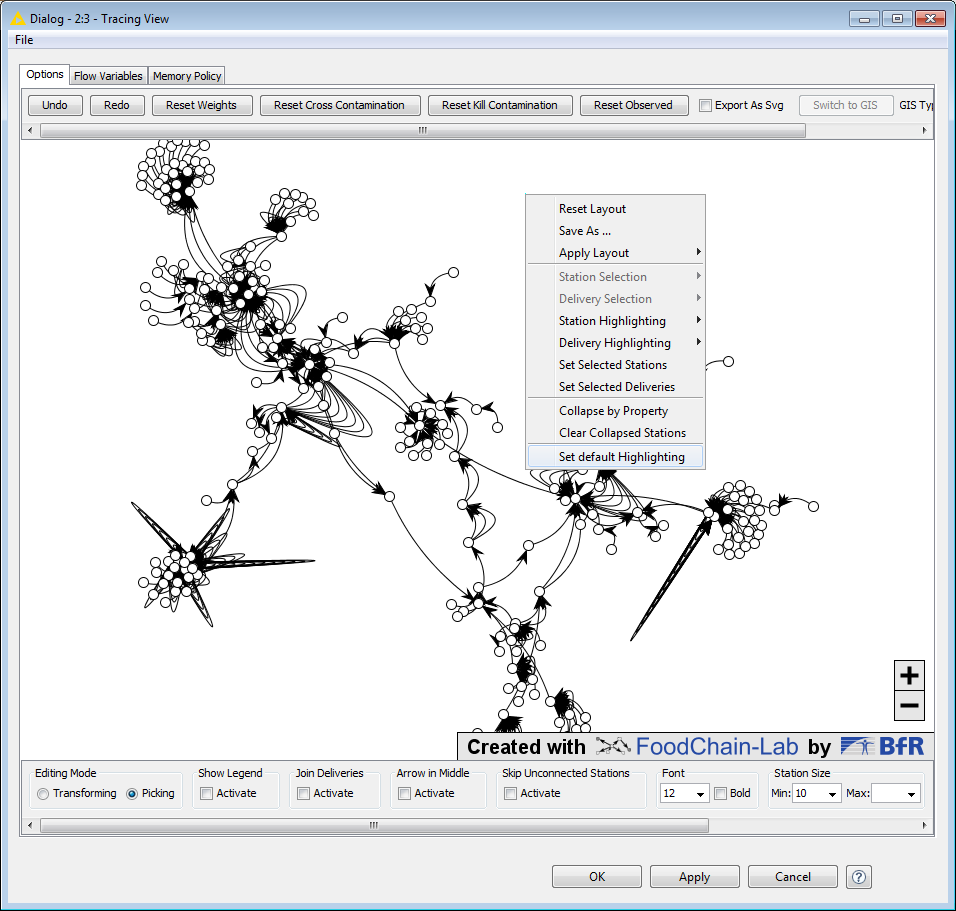 Dialog - 2:3 - Tracing View
File
Options Flow Variables Memory Policy
Undo Redo Reset Weights Reset Cross Contamination Reset Kill Contamination Reset Observed Export As Svg Switch to GIS GIS Typ
Reset Layout
Save As ...
Apply Layout
Station Selection
Delivery Selection
Station Highlighting
Delivery Highlighting
Set Selected Stations
Set Selected Deliveries
Collapse by Property
Clear Collapsed Stations
Set default Highlighting
Created with FoodChain-Lab by BfR
Editing Mode Show Legend Join Deliveries Arrow in Middle Skip Unconnected Stations Font Station Size
Transforming Picking Activate Activate Activate Activate 12 Bold Min: 10 Max:
OK Apply Cancel ?